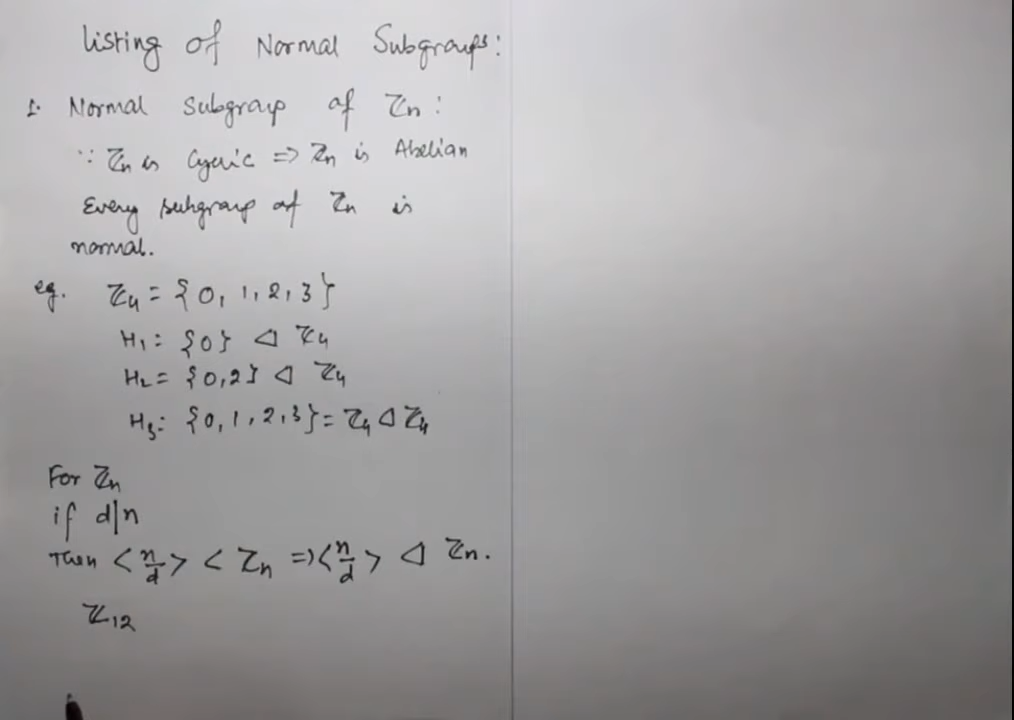 Listing of Normal Subgroups:
1. Normal Subgroup of ℤn:
∵ ℤn is Cyclic => ℤn is Abelian
Every subgroup of ℤn is
normal.
eg. ℤ4 = {0, 1, 2, 3}
H1 = {0} ⊲ ℤ4
H2 = {0,2} ⊲ ℤ4
H3 = {0, 1, 2, 3} = ℤ4 ⊲ ℤ4
For ℤn
if d|n
Then <n/d> < ℤn => <n/d> ⊲ ℤn.
ℤ12